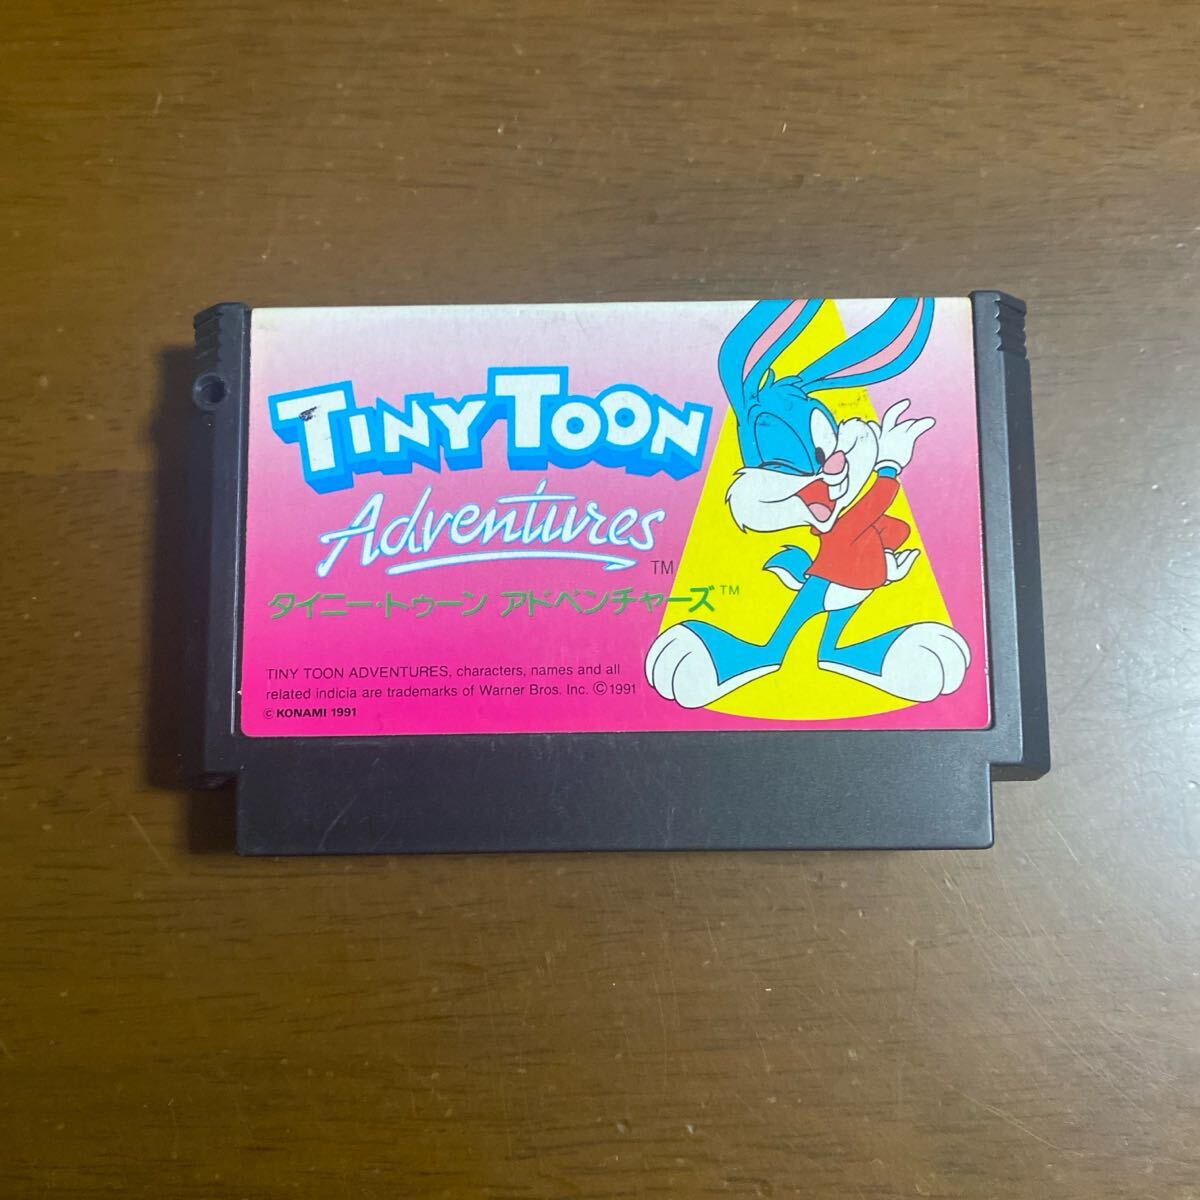 TINY TOON
Adventures™
タイニー・トゥーン アドベンチャーズ™
TINY TOON ADVENTURES, characters, names and all
related indicia are trademarks of Warner Bros. Inc. ©1991
© KONAMI 1991